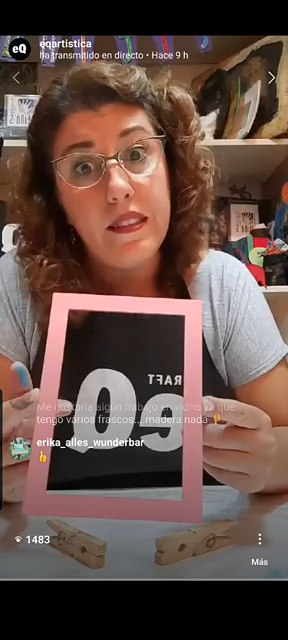 eQ
eqartistica
ha transmitido en directo • Hace 9 h
RAFT
eQ
Me gustaría algún trabajo en vidrio ya que
tengo varios frascos... madera nada 👎
erika_alles_wunderbar
👍
1483
Más